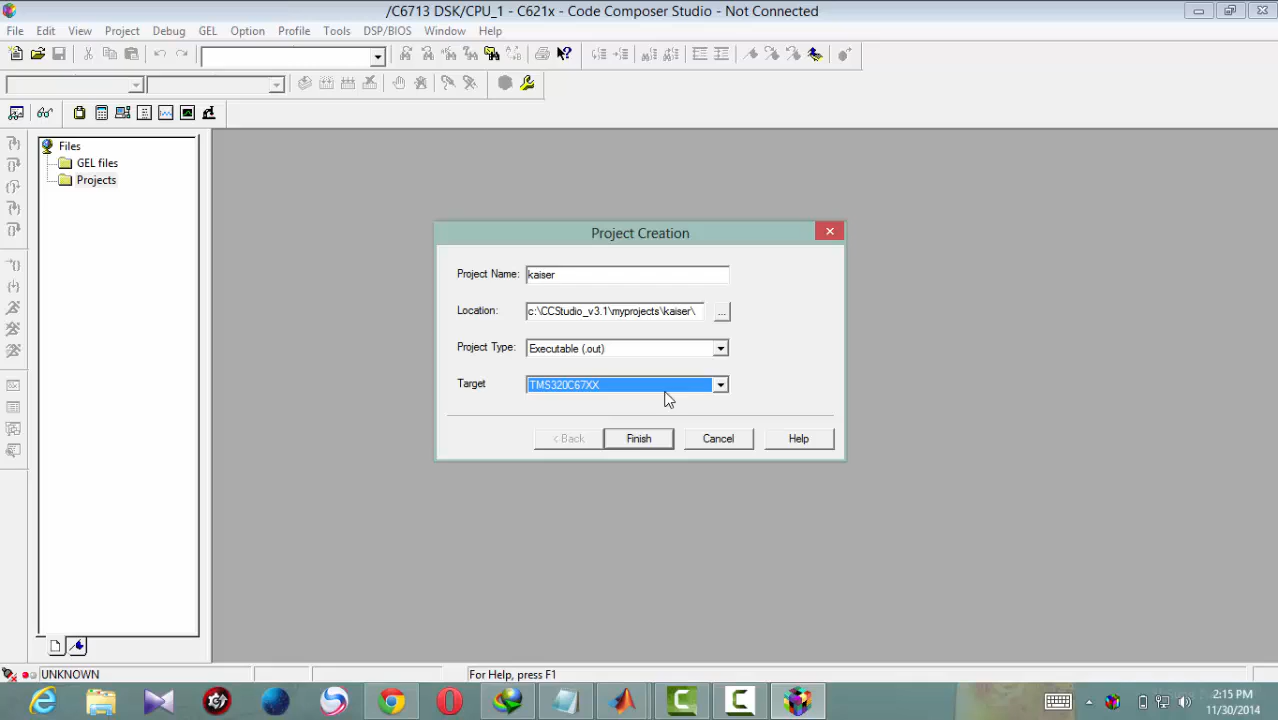 /C6713 DSK/CPU_1 - C621x - Code Composer Studio - Not Connected
File Edit View Project Debug GEL Option Profile Tools DSP/BIOS Window Help
Files
GEL files
Projects
Project Creation
Project Name: kaiser
Location: c:\CCStudio_v3.1\myprojects\kaiser\ ...
Project Type: Executable (.out)
Target TMS320C67XX
< Back Finish Cancel Help
UNKNOWN For Help, press F1
2:15 PM
11/30/2014